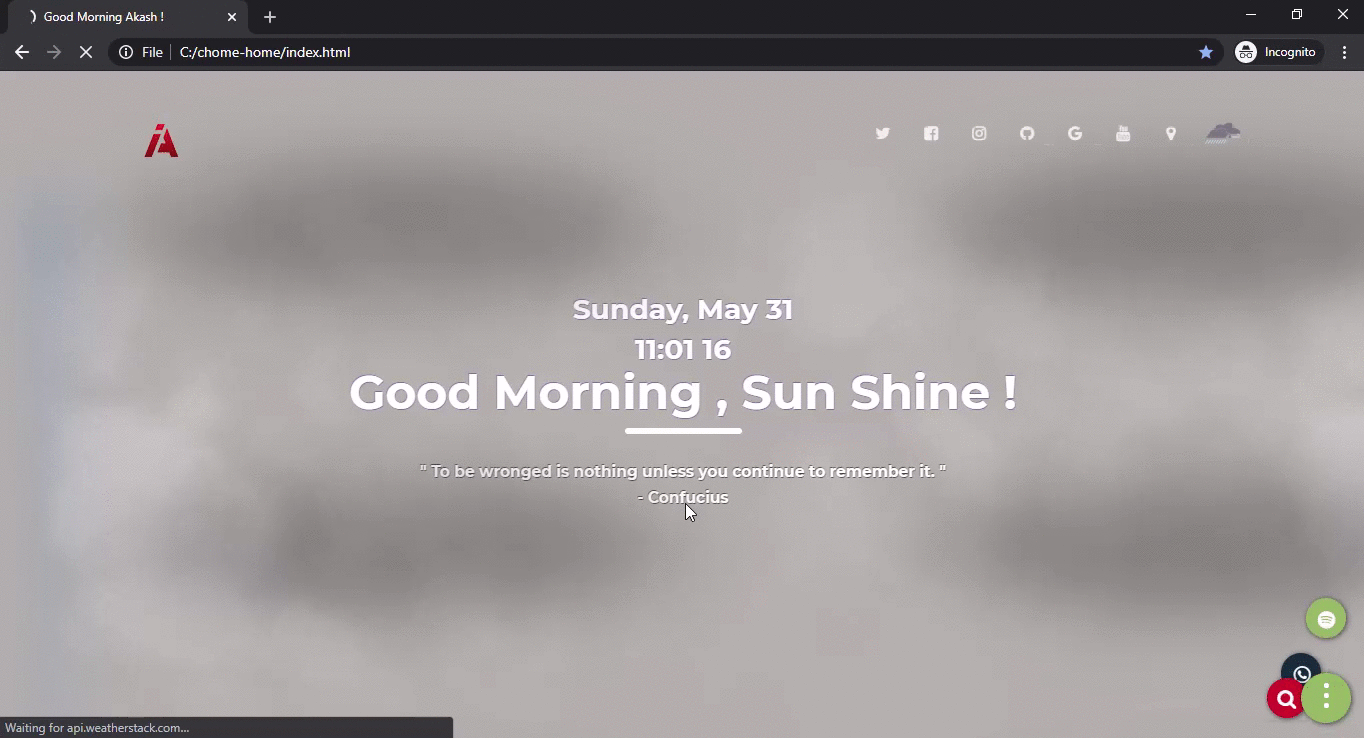 Good Morning Akash !
File
C:/chome-home/index.html
Incognito
iA
Sunday, May 31
11:01 16
Good Morning , Sun Shine !
" To be wronged is nothing unless you continue to remember it. "
- Confucius
Waiting for api.weatherstack.com...